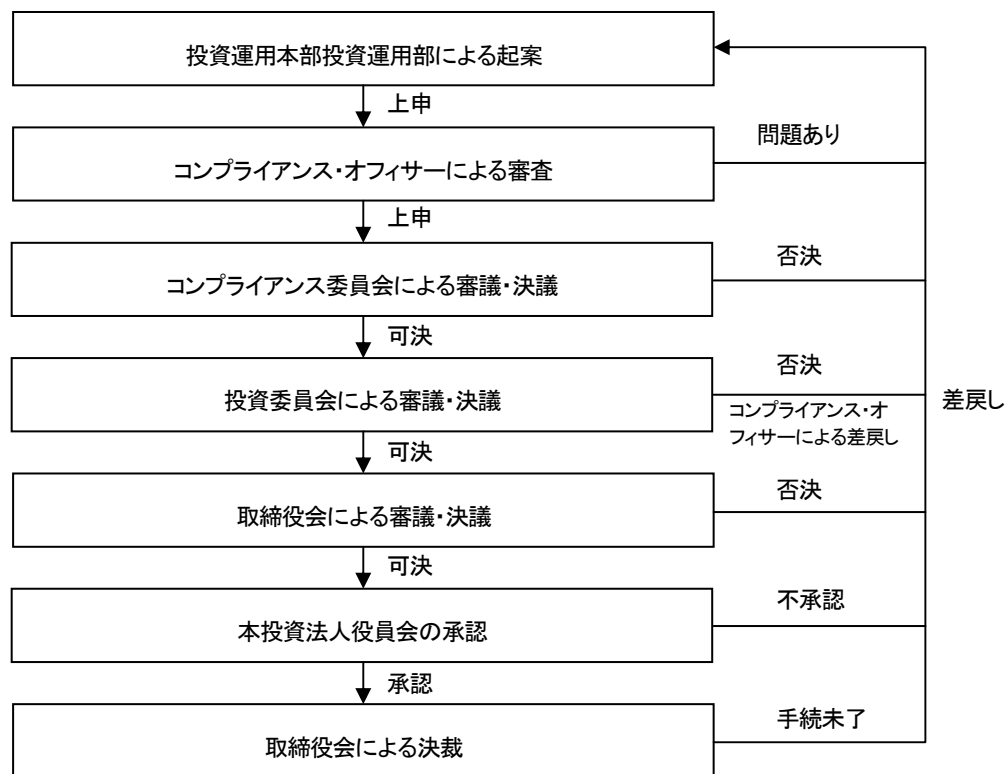 投資運用本部投資運用部による起案
上申
問題あり
コンプライアンス・オフィサーによる審査
上申
否決
コンプライアンス委員会による審議・決議
可決
否決
投資委員会による審議・決議
差戻し
コンプライアンス・オ
フィサーによる差戻し
可決
否決
取締役会による審議・決議
可決
不承認
本投資法人役員会の承認
承認
手続未了
取締役会による決裁